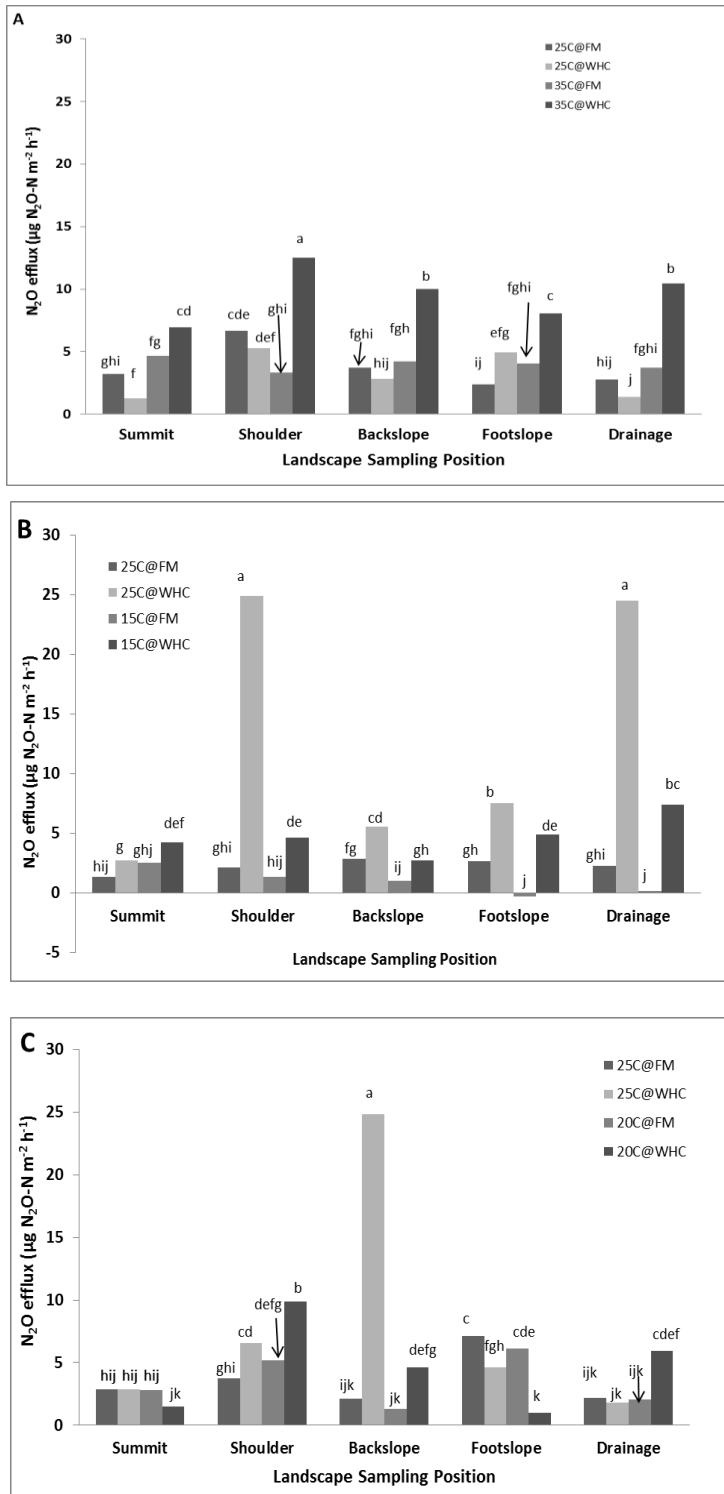 A
30
25
20
15
10
5
0
N₂O efflux (µg N₂O-N m⁻² h⁻¹)
25C@FM
25C@WHC
35C@FM
35C@WHC
ghi
f
fg
cd
cde
def
ghi
a
fghi
hij
fgh
b
ij
efg
fghi
c
hij
j
fghi
b
Summit
Shoulder
Backslope
Footslope
Drainage
Landscape Sampling Position
B
30
25
20
15
10
5
0
-5
N₂O efflux (µg N₂O-N m⁻² h⁻¹)
25C@FM
25C@WHC
15C@FM
15C@WHC
hij
g
ghj
def
ghi
a
hij
de
fg
cd
ij
gh
gh
b
j
de
ghi
a
j
bc
Summit
Shoulder
Backslope
Footslope
Drainage
Landscape Sampling Position
C
30
25
20
15
10
5
0
N₂O efflux (µg N₂O-N m⁻² h⁻¹)
25C@FM
25C@WHC
20C@FM
20C@WHC
hij
hij
hij
jk
ghi
cd
defg
b
ijk
a
jk
defg
c
fgh
cde
k
ijk
jk
ijk
cdef
Summit
Shoulder
Backslope
Footslope
Drainage
Landscape Sampling Position